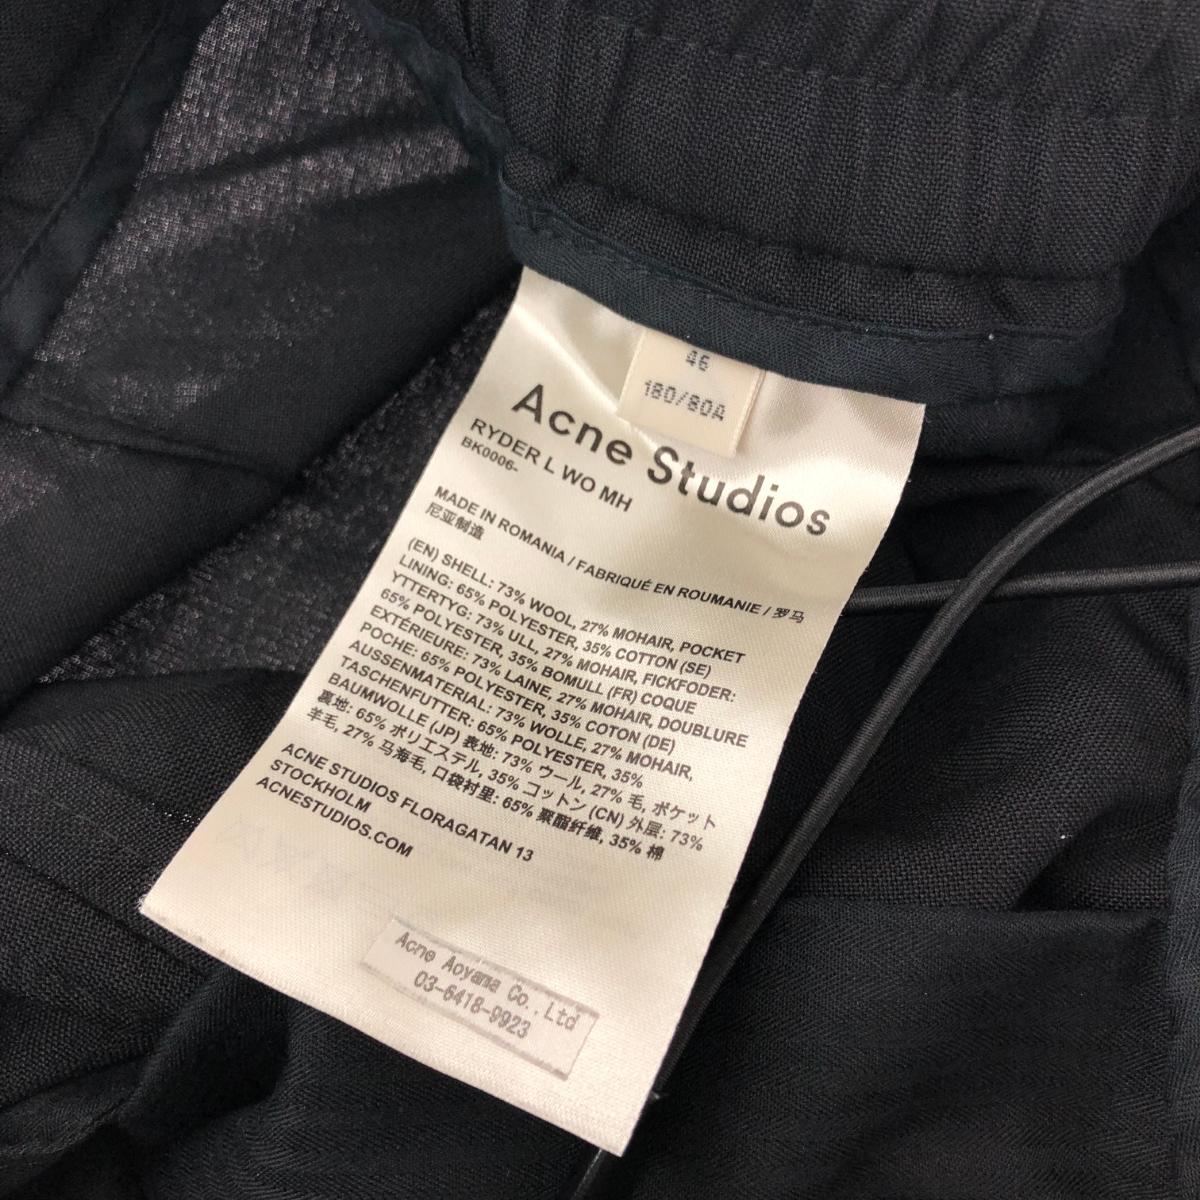 46
180/80A
Acne Studios
RYDER L WO MH
BK0006-
MADE IN ROMANIA / FABRIQUÉ EN ROUMANIE / 罗马
尼亚制造
(EN) SHELL: 73% WOOL, 27% MOHAIR, POCKET
LINING: 65% POLYESTER, 35% COTTON (SE)
YTTERTYG: 73% ULL, 27% MOHAIR, FICKFODER:
65% POLYESTER, 35% BOMULL (FR) COQUE
EXTÉRIEURE: 73% LAINE, 27% MOHAIR, DOUBLURE
POCHE: 65% POLYESTER, 35% COTON (DE)
AUSSENMATERIAL: 73% WOLLE, 27% MOHAIR,
TASCHENFUTTER: 65% POLYESTER, 35%
BAUMWOLLE (JP) 表地: 73% ウール, 27% 毛, ポケット
裏地: 65% ポリエステル, 35% コットン (CN) 外层: 73%
羊毛, 27% 马海毛, 口袋衬里: 65% 聚酯纤维, 35% 棉
ACNE STUDIOS FLORAGATAN 13
STOCKHOLM
ACNESTUDIOS.COM
Acne Aoyama Co.,Ltd
03-6418-9923